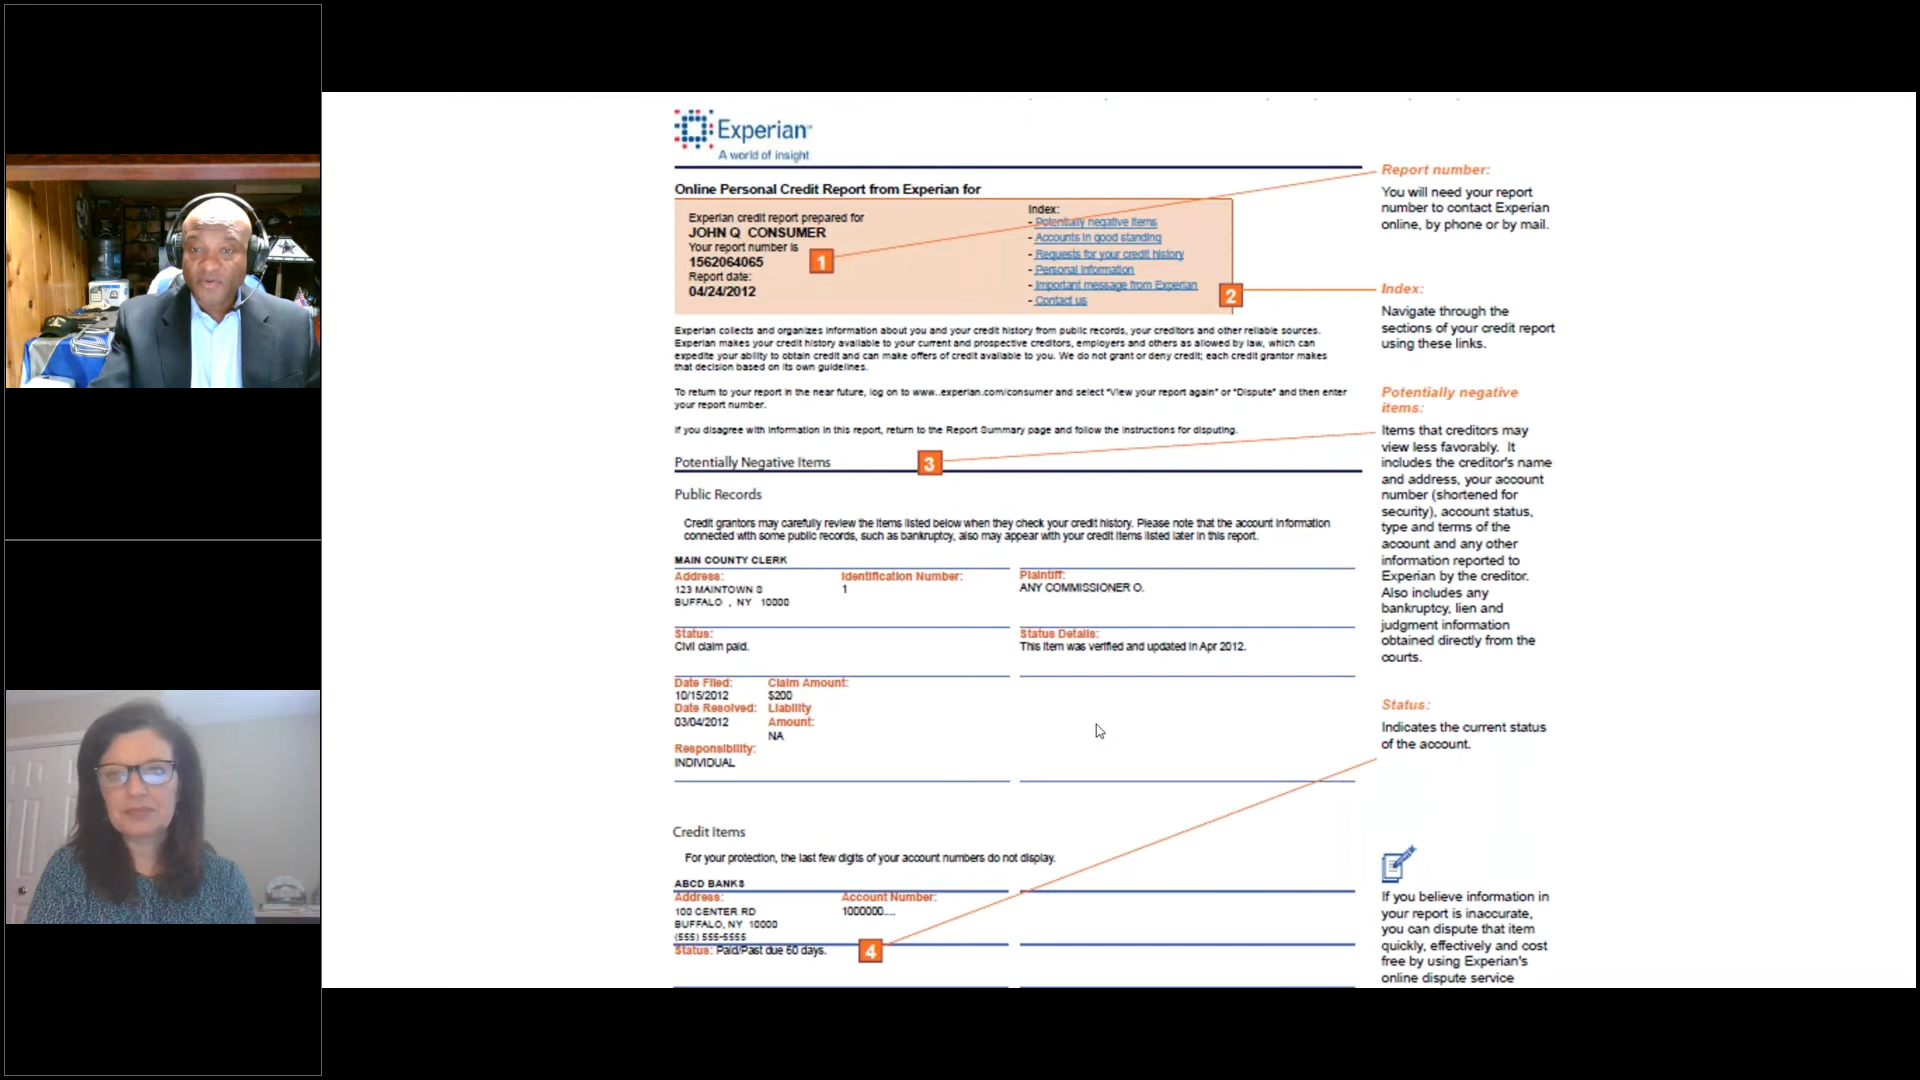 Experian™
A world of insight
Online Personal Credit Report from Experian for
Experian credit report prepared for
JOHN Q CONSUMER
Your report number is
1562064065
Report date:
04/24/2012
1
Index:
- Potentially negative items
- Accounts in good standing
- Requests for your credit history
- Personal information
- Important message from Experian
- Contact us
2
Experian collects and organizes information about you and your credit history from public records, your creditors and other reliable sources.
Experian makes your credit history available to your current and prospective creditors, employers and others as allowed by law, which can
expedite your ability to obtain credit and can make offers of credit available to you. We do not grant or deny credit; each credit grantor makes
that decision based on its own guidelines.
To return to your report in the near future, log on to www..experian.com/consumer and select "View your report again" or "Dispute" and then enter
your report number.
If you disagree with information in this report, return to the Report Summary page and follow the instructions for disputing.
Potentially Negative Items
3
Public Records
Credit grantors may carefully review the items listed below when they check your credit history. Please note that the account information
connected with some public records, such as bankruptcy, also may appear with your credit items listed later in this report.
MAIN COUNTY CLERK
Address: Identification Number: Plaintiff:
123 MAINTOWN S 1 ANY COMMISSIONER O.
BUFFALO , NY 10000
Status: Status Details:
Civil claim paid. This item was verified and updated in Apr 2012.
Date Filed: Claim Amount:
10/15/2012 $200
Date Resolved: Liability
03/04/2012 Amount:
NA
Responsibility:
INDIVIDUAL
Credit Items
For your protection, the last few digits of your account numbers do not display.
ABCD BANKS
Address: Account Number:
100 CENTER RD 1000000....
BUFFALO, NY 10000
(555) 555-5555
Status: Paid/Past due 60 days.
4
Report number:
You will need your report
number to contact Experian
online, by phone or by mail.
Index:
Navigate through the
sections of your credit report
using these links.
Potentially negative
items:
Items that creditors may
view less favorably. It
includes the creditor's name
and address, your account
number (shortened for
security), account status,
type and terms of the
account and any other
information reported to
Experian by the creditor.
Also includes any
bankruptcy, lien and
judgment information
obtained directly from the
courts.
Status:
Indicates the current status
of the account.
If you believe information in
your report is inaccurate,
you can dispute that item
quickly, effectively and cost
free by using Experian's
online dispute service